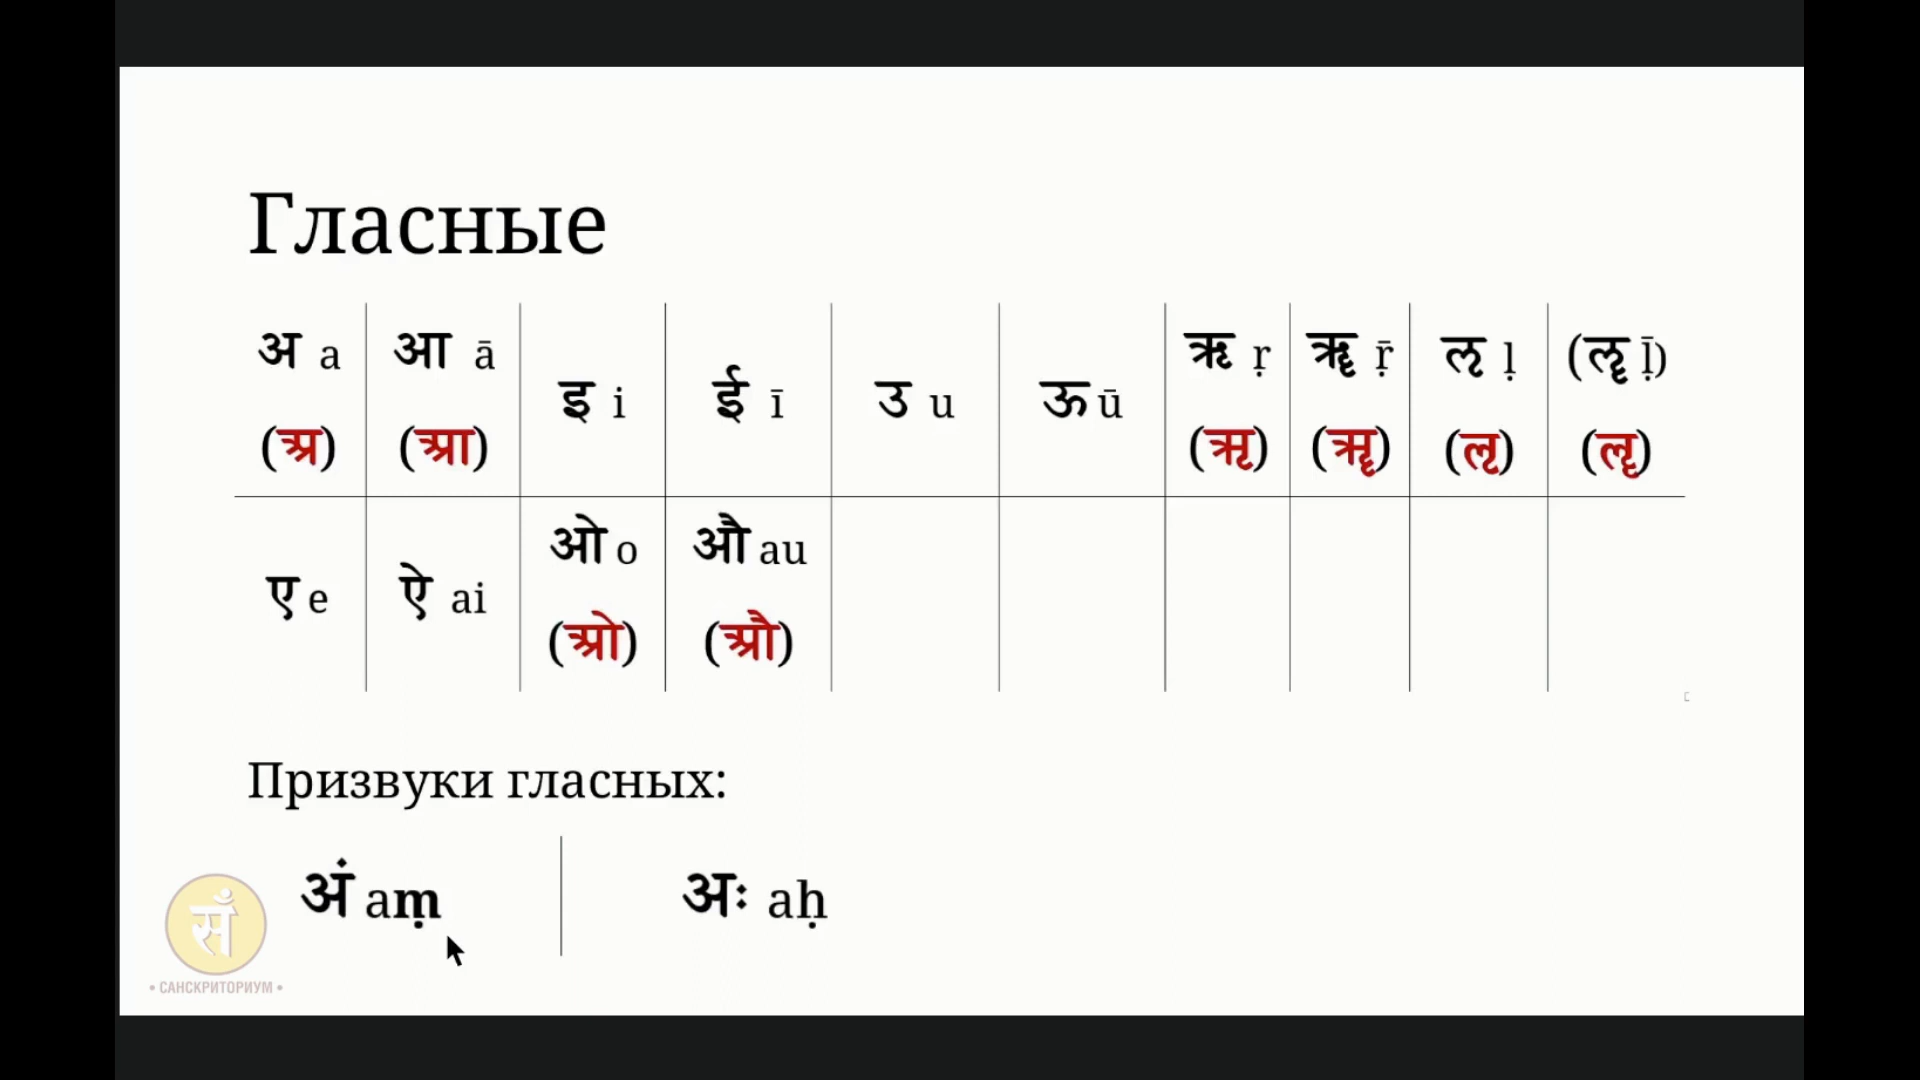 Гласные
अ a आ ā इ i ई ī उ u ऊ ū ऋ ṛ ॠ ṝ ऌ ḷ (ॡ ḹ)
(अ) (आ) (ऋ) (ॠ) (ऌ) (ॡ)
ए e ऐ ai ओ o औ au
(ओ) (औ)
Призвуки гласных:
अं aṃ अः aḥ
सँ
• САНСКРИТОРИУМ •